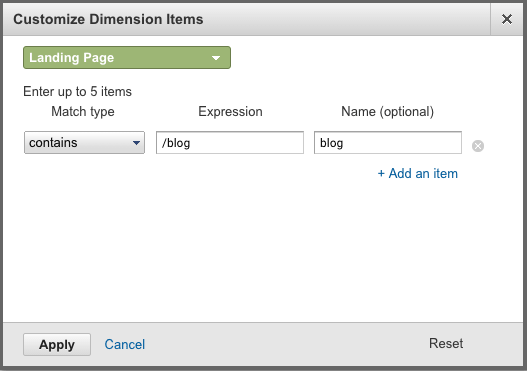 Customize Dimension Items
Landing Page
Enter up to 5 items
Match type Expression Name (optional)
contains /blog blog
+ Add an item
Apply Cancel Reset